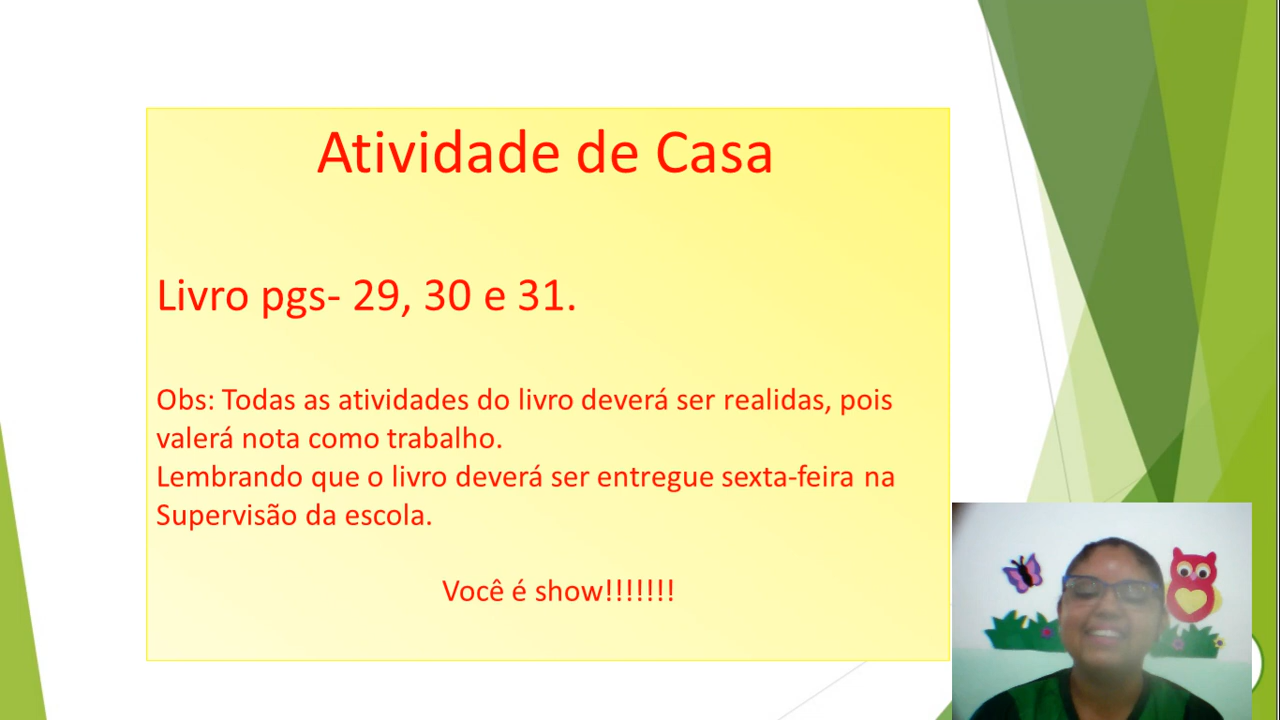 Atividade de Casa
Livro pgs- 29, 30 e 31.
Obs: Todas as atividades do livro deverá ser realidas, pois
valerá nota como trabalho.
Lembrando que o livro deverá ser entregue sexta-feira na
Supervisão da escola.
Você é show!!!!!!!